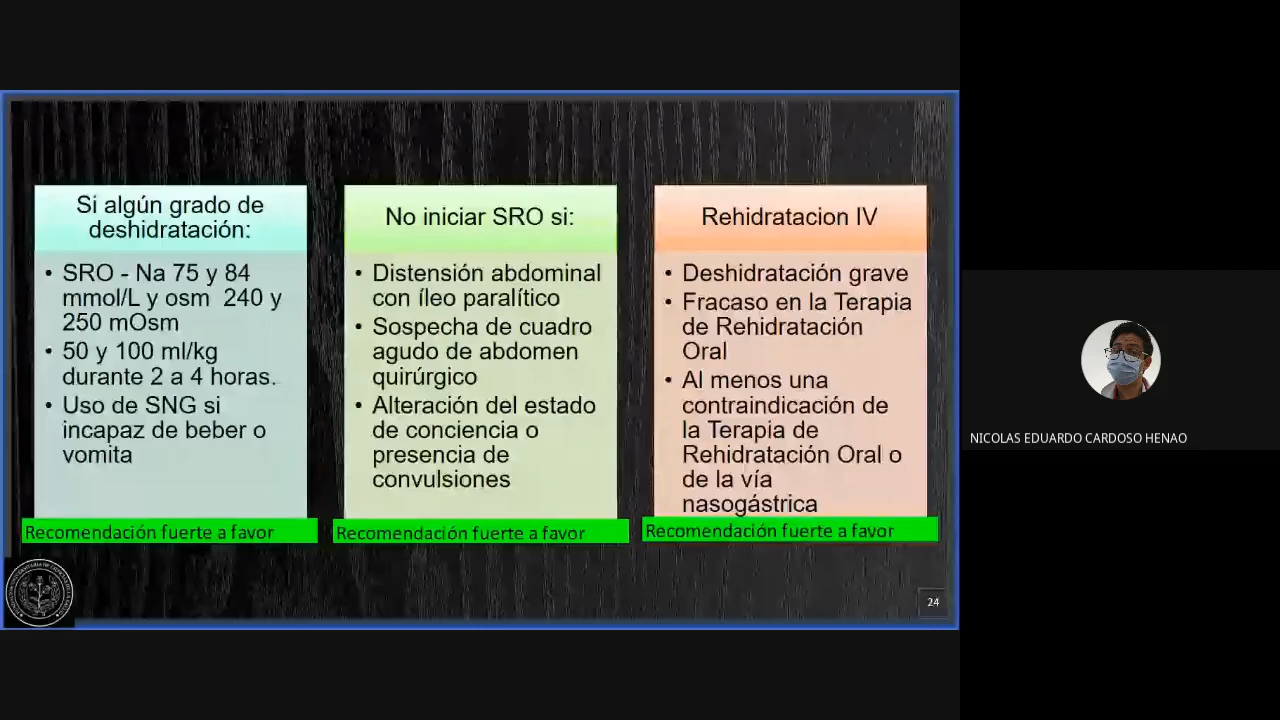 Si algún grado de
deshidratación:
• SRO - Na 75 y 84
mmol/L y osm 240 y
250 mOsm
• 50 y 100 ml/kg
durante 2 a 4 horas.
• Uso de SNG si
incapaz de beber o
vomita
Recomendación fuerte a favor
No iniciar SRO si:
• Distensión abdominal
con íleo paralítico
• Sospecha de cuadro
agudo de abdomen
quirúrgico
• Alteración del estado
de conciencia o
presencia de
convulsiones
Recomendación fuerte a favor
Rehidratacion IV
• Deshidratación grave
• Fracaso en la Terapia
de Rehidratación
Oral
• Al menos una
contraindicación de
la Terapia de
Rehidratación Oral o
de la vía
nasogástrica
Recomendación fuerte a favor
24
NICOLAS EDUARDO CARDOSO HENAO